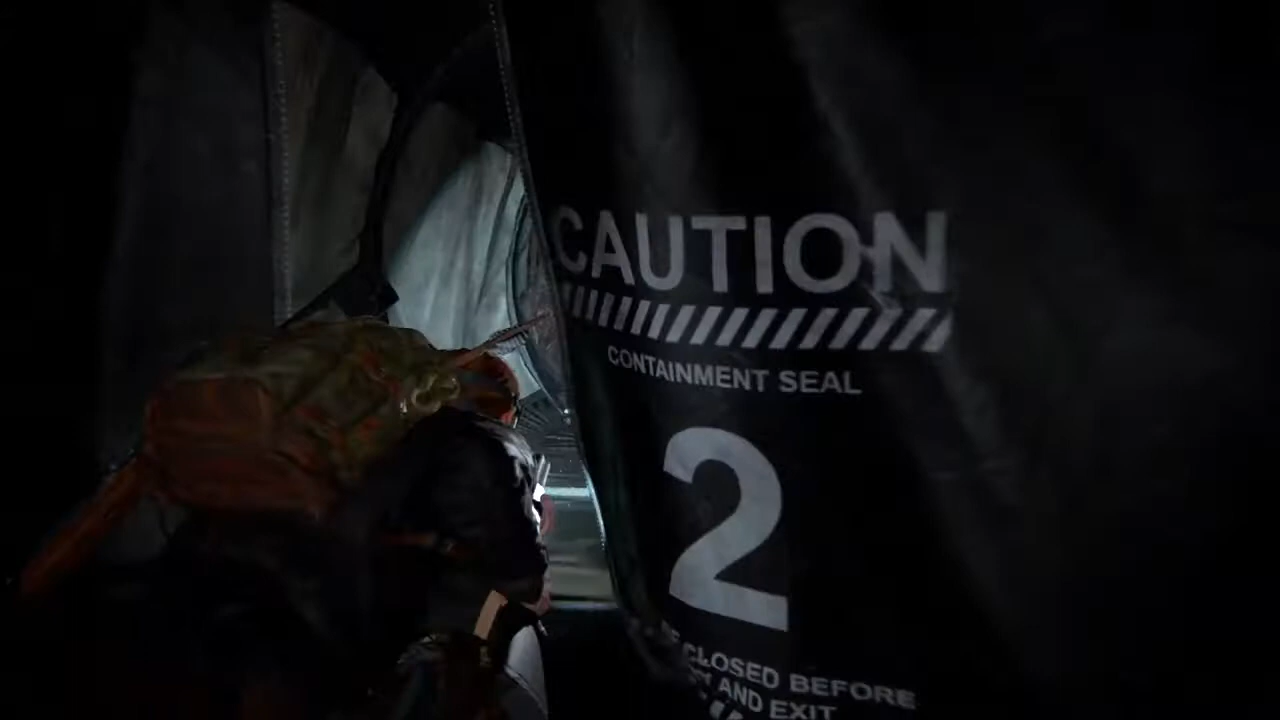 CAUTION
CONTAINMENT SEAL
2
CLOSED BEFORE
AND EXIT